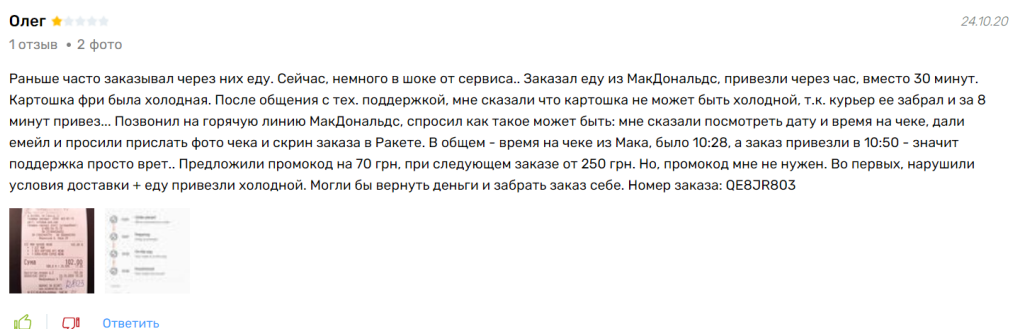 Олег
24.10.20
1 отзыв • 2 фото
Раньше часто заказывал через них еду. Сейчас, немного в шоке от сервиса.. Заказал еду из МакДональдс, привезли через час, вместо 30 минут.
Картошка фри была холодная. После общения с тех. поддержкой, мне сказали что картошка не может быть холодной, т.к. курьер ее забрал и за 8
минут привез... Позвонил на горячую линию МакДональдс, спросил как такое может быть: мне сказали посмотреть дату и время на чеке, дали
емейл и просили прислать фото чека и скрин заказа в Ракете. В общем - время на чеке из Мака, было 10:28, а заказ привезли в 10:50 - значит
поддержка просто врет.. Предложили промокод на 70 грн, при следующем заказе от 250 грн. Но, промокод мне не нужен. Во первых, нарушили
условия доставки + еду привезли холодной. Могли бы вернуть деньги и забрать заказ себе. Номер заказа: QE8JR803
Ответить